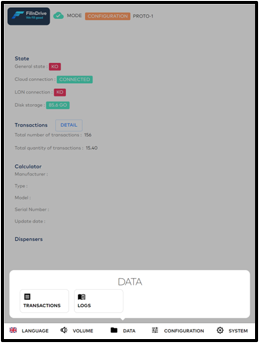 FillnDrive
MODE CONFIGURATION PROTO-1
State
General state : KO
Cloud connection : CONNECTED
LON connection : KO
Disk storage :
Transactions DETAIL
Total number of transactions : 156
Total quantity of transactions : 15.40
Calculator
Manufacturer :
Type :
Model :
Serial Number :
Update date :
Dispensers
DATA
TRANSACTIONS LOGS
LANGUAGE VOLUME DATA CONFIGURATION SYSTEM